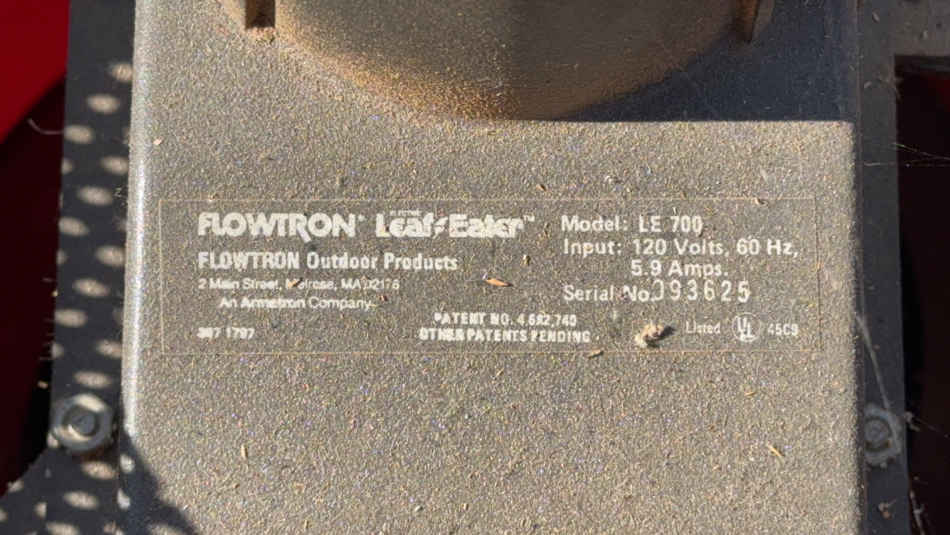 FLOWTRON® ELECTRIC Leaf-Eater™
FLOWTRON Outdoor Products
2 Main Street, Melrose, MA 02176
An Armatron Company
Model: LE 700
Input: 120 Volts, 60 Hz,
5.9 Amps.
Serial No. 093625
PATENT NO. 4,682,740
OTHER PATENTS PENDING
Listed UL 45C9